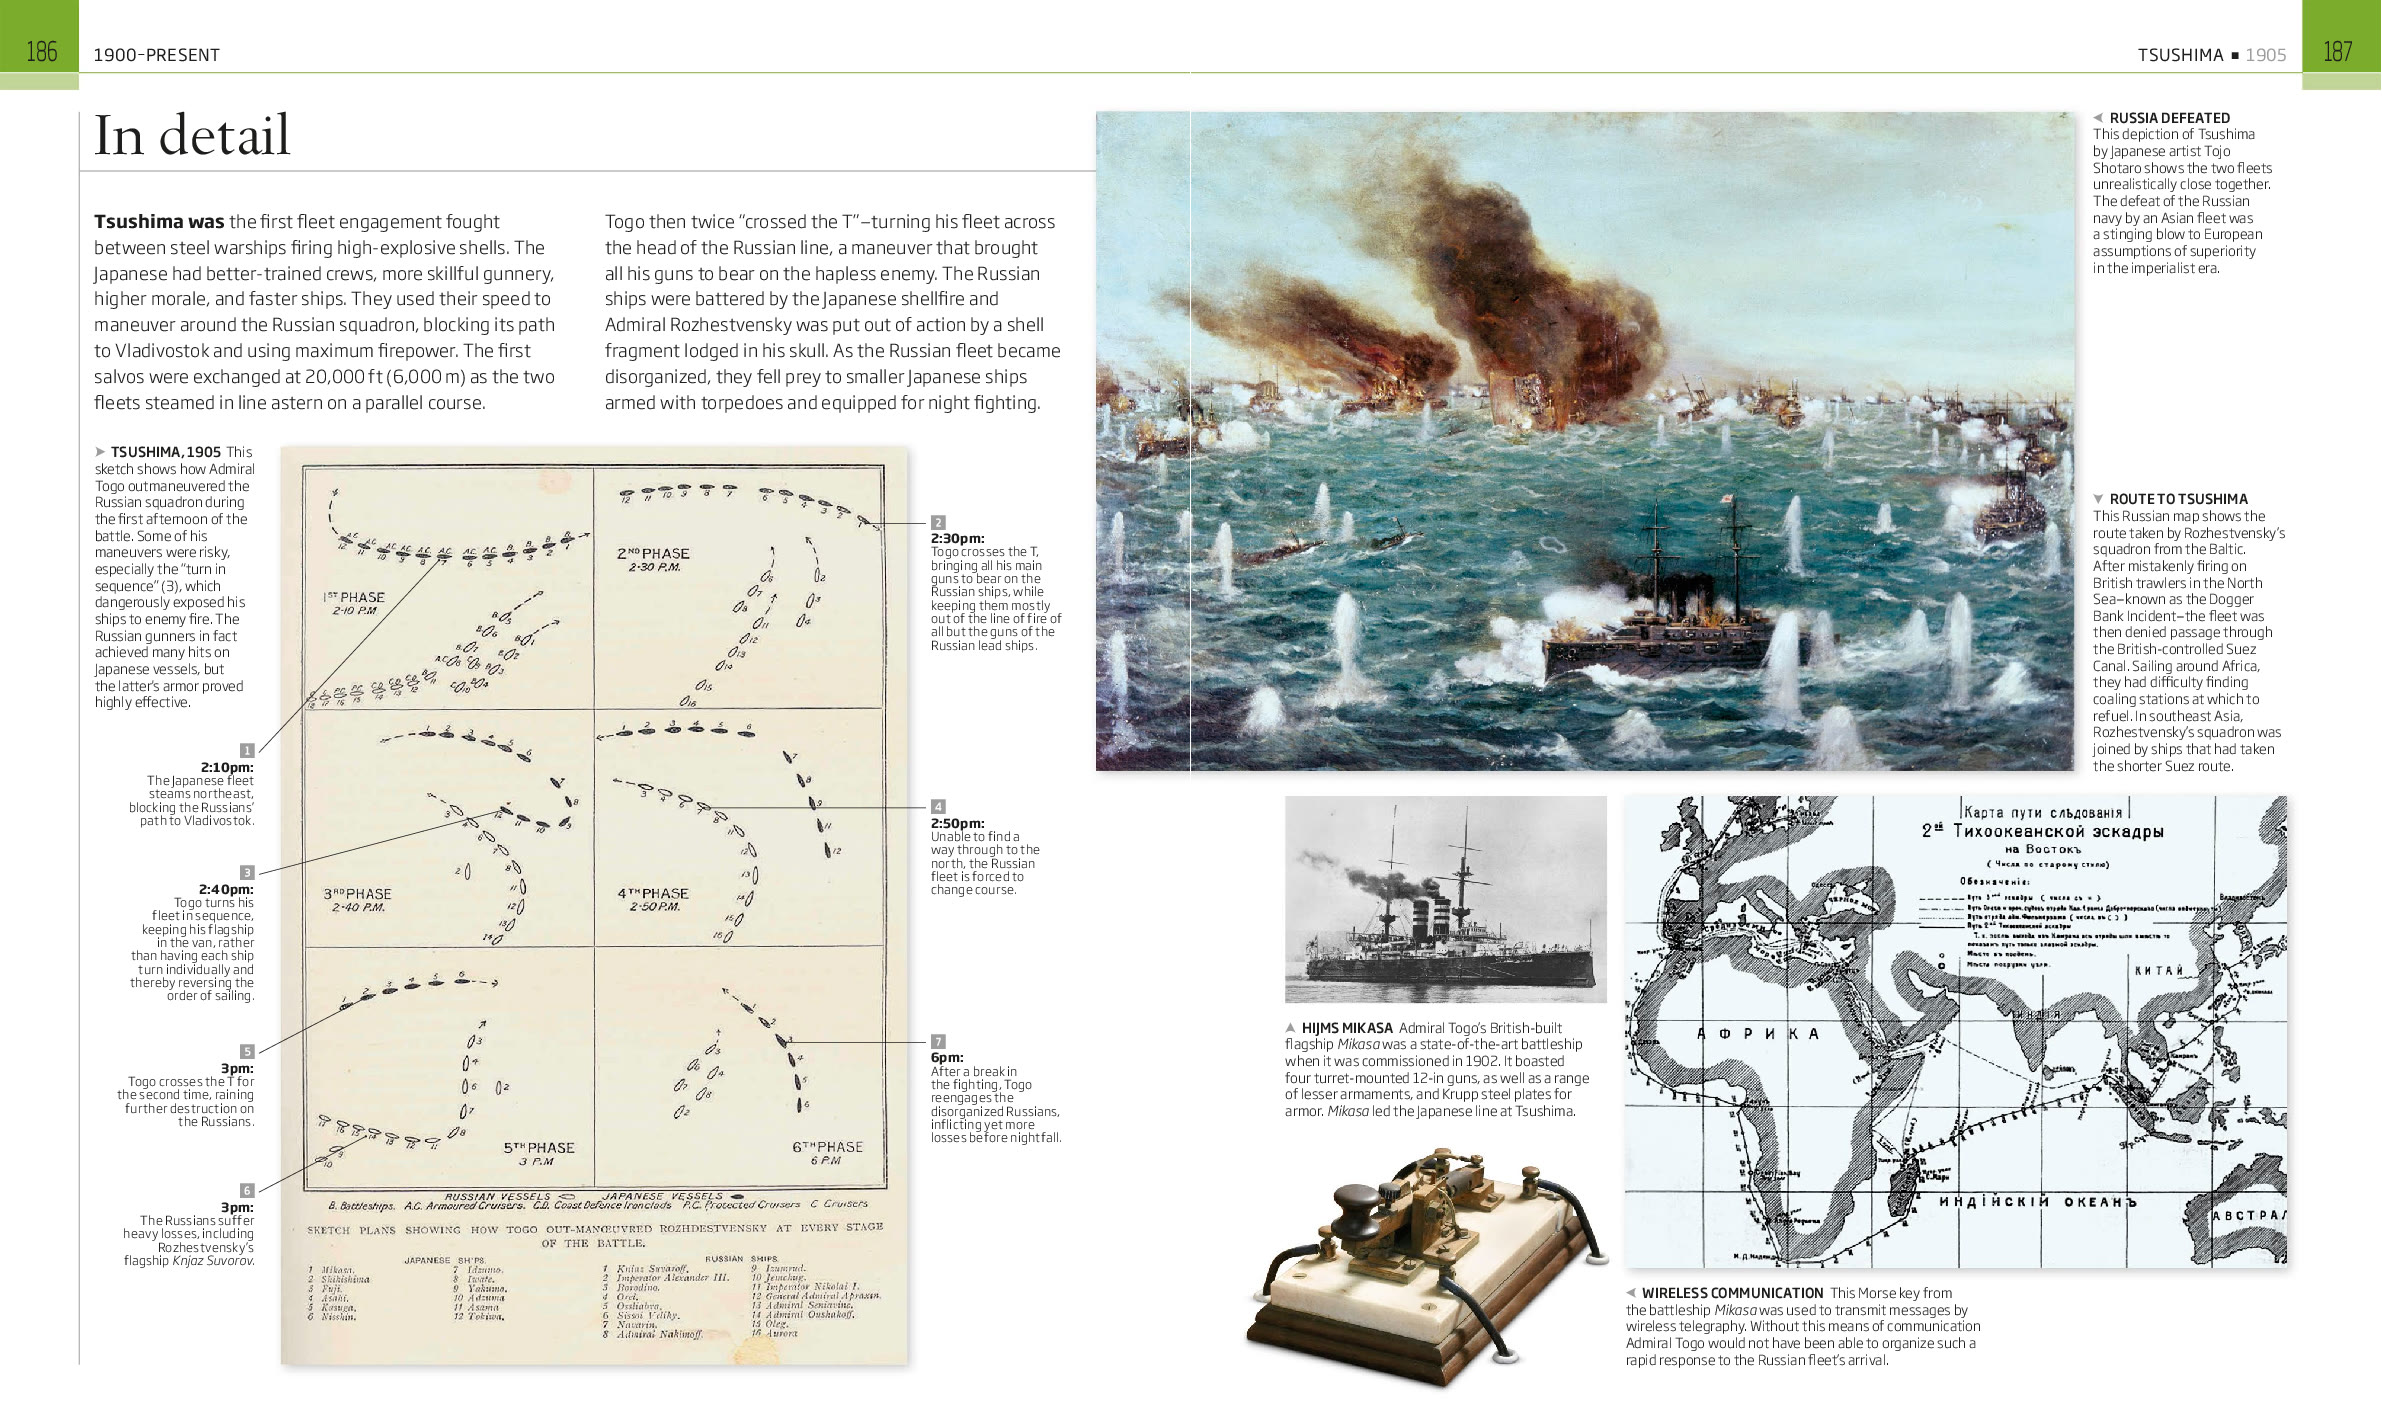 186
1900–PRESENT
TSUSHIMA ■ 1905
187
In detail
Tsushima was the first fleet engagement fought
between steel warships firing high-explosive shells. The
Japanese had better-trained crews, more skillful gunnery,
higher morale, and faster ships. They used their speed to
maneuver around the Russian squadron, blocking its path
to Vladivostok and using maximum firepower. The first
salvos were exchanged at 20,000 ft (6,000 m) as the two
fleets steamed in line astern on a parallel course.
Togo then twice “crossed the T”—turning his fleet across
the head of the Russian line, a maneuver that brought
all his guns to bear on the hapless enemy. The Russian
ships were battered by the Japanese shellfire and
Admiral Rozhestvensky was put out of action by a shell
fragment lodged in his skull. As the Russian fleet became
disorganized, they fell prey to smaller Japanese ships
armed with torpedoes and equipped for night fighting.
TSUSHIMA, 1905 This
sketch shows how Admiral
Togo outmaneuvered the
Russian squadron during
the first afternoon of the
battle. Some of his
maneuvers were risky,
especially the “turn in
sequence” (3), which
dangerously exposed his
ships to enemy fire. The
Russian gunners in fact
achieved many hits on
Japanese vessels, but
the latter’s armor proved
highly effective.
1
2:10pm:
The Japanese fleet
steams northeast,
blocking the Russians’
path to Vladivostok.
3
2:40pm:
Togo turns his
fleet in sequence,
keeping his flagship
in the van, rather
than having each ship
turn individually and
thereby reversing the
order of sailing.
5
3pm:
Togo crosses the T for
the second time, raining
further destruction on
the Russians.
6
3pm:
The Russians suffer
heavy losses, including
Rozhestvensky’s
flagship Knjaz Suvorov.
1ST PHASE
2-10 P.M
2ND PHASE
2-30 P.M.
3RD PHASE
2-40 P.M.
4TH PHASE
2-50 P.M.
5TH PHASE
3 P.M
6TH PHASE
6 P.M
RUSSIAN VESSELS JAPANESE VESSELS
B. Battleships. A.C. Armoured Cruisers. C.D. Coast Defence Ironclads P.C. Protected Cruisers C Cruisers
SKETCH PLANS SHOWING HOW TOGO OUT-MANŒUVRED ROZHDESTVENSKY AT EVERY STAGE
OF THE BATTLE.
JAPANESE SHIPS.
1 Mikasa.
2 Shikishima
3 Fuji.
4 Asahi.
5 Kasuga.
6 Nisshin.
7 Idzumo.
8 Iwate.
9 Yakumo.
10 Adzuma
11 Asama
12 Tokiwa.
RUSSIAN SHIPS.
1 Kniaz Suvaroff.
2 Imperator Alexander III.
3 Borodino.
4 Orel.
5 Osshabya.
6 Sissoi Veliky.
7 Navarin.
8 Admiral Nakimoff.
9 Izumrud.
10 Jemchug.
11 Imperator Nikolai I.
12 General Admiral Apraxin.
13 Admiral Seniavine.
14 Admiral Oushakoff.
15 Oleg.
16 Aurora
2
2:30pm:
Togo crosses the T,
bringing all his main
guns to bear on the
Russian ships, while
keeping them mostly
out of the line of fire of
all but the guns of the
Russian lead ships.
4
2:50pm:
Unable to find a
way through to the
north, the Russian
fleet is forced to
change course.
7
6pm:
After a break in
the fighting, Togo
reengages the
disorganized Russians,
inflicting yet more
losses before nightfall.
RUSSIA DEFEATED
This depiction of Tsushima
by Japanese artist Tojo
Shotaro shows the two fleets
unrealistically close together.
The defeat of the Russian
navy by an Asian fleet was
a stinging blow to European
assumptions of superiority
in the imperialist era.
ROUTE TO TSUSHIMA
This Russian map shows the
route taken by Rozhestvensky’s
squadron from the Baltic.
After mistakenly firing on
British trawlers in the North
Sea—known as the Dogger
Bank Incident—the fleet was
then denied passage through
the British-controlled Suez
Canal. Sailing around Africa,
they had difficulty finding
coaling stations at which to
refuel. In southeast Asia,
Rozhestvensky’s squadron was
joined by ships that had taken
the shorter Suez route.
HIJMS MIKASA Admiral Togo’s British-built
flagship Mikasa was a state-of-the-art battleship
when it was commissioned in 1902. It boasted
four turret-mounted 12-in guns, as well as a range
of lesser armaments, and Krupp steel plates for
armor. Mikasa led the Japanese line at Tsushima.
Карта пути слѣдованія
2ой Тихоокеанской эскадры
на Востокъ
(Числа по старому стилю)
Обозначенія:
КИТАЙ
ИНДІЯ
АФРИКА
ИНДІЙСКІЙ ОКЕАНЪ
АВСТРАЛ
WIRELESS COMMUNICATION This Morse key from
the battleship Mikasa was used to transmit messages by
wireless telegraphy. Without this means of communication
Admiral Togo would not have been able to organize such a
rapid response to the Russian fleet’s arrival.